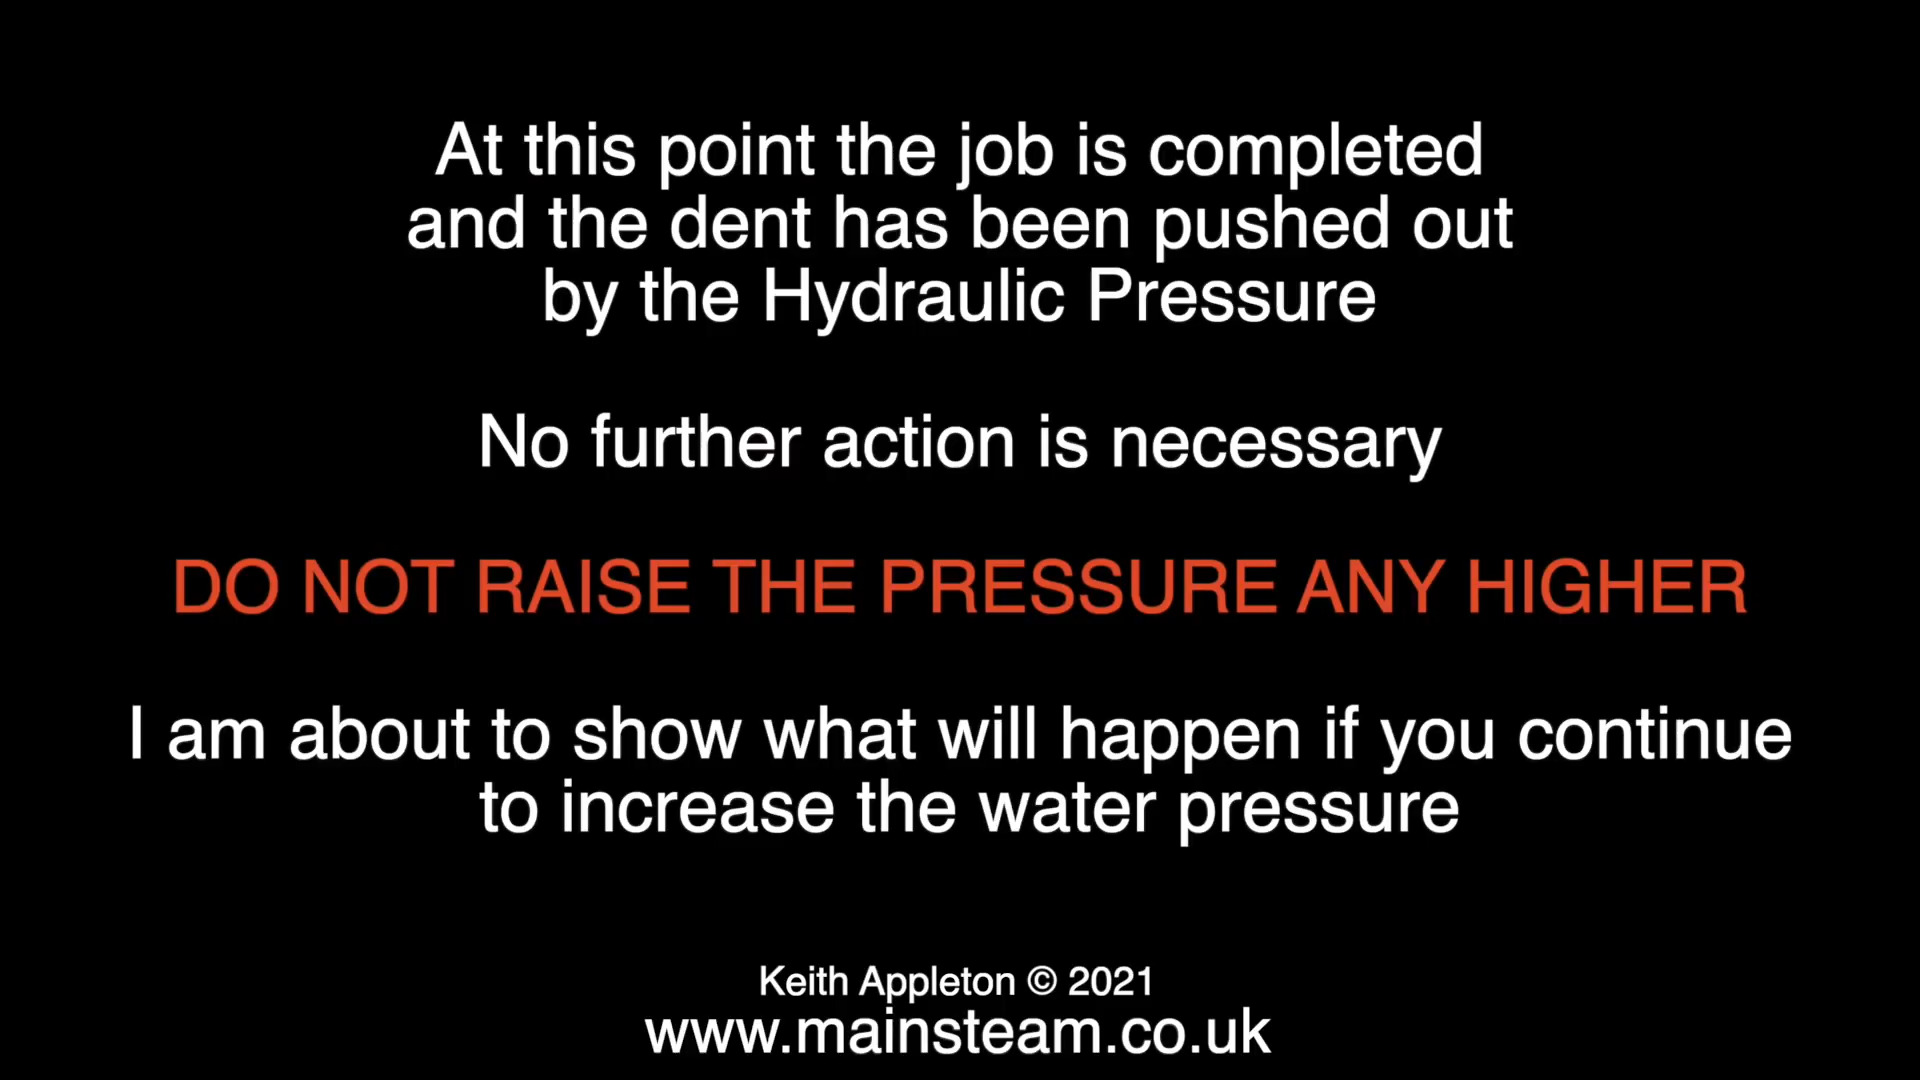 At this point the job is completed
and the dent has been pushed out
by the Hydraulic Pressure
No further action is necessary
DO NOT RAISE THE PRESSURE ANY HIGHER
I am about to show what will happen if you continue
to increase the water pressure
Keith Appleton © 2021
www.mainsteam.co.uk